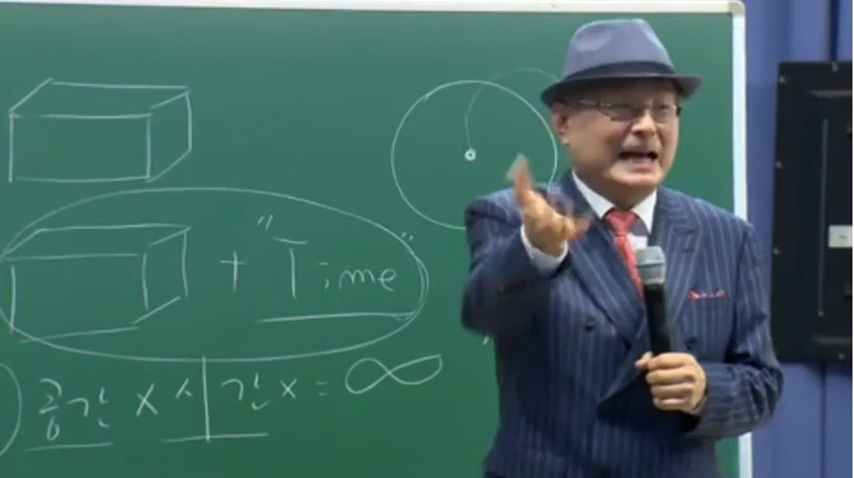 + "Time"
공간 X 시간 X = ∞